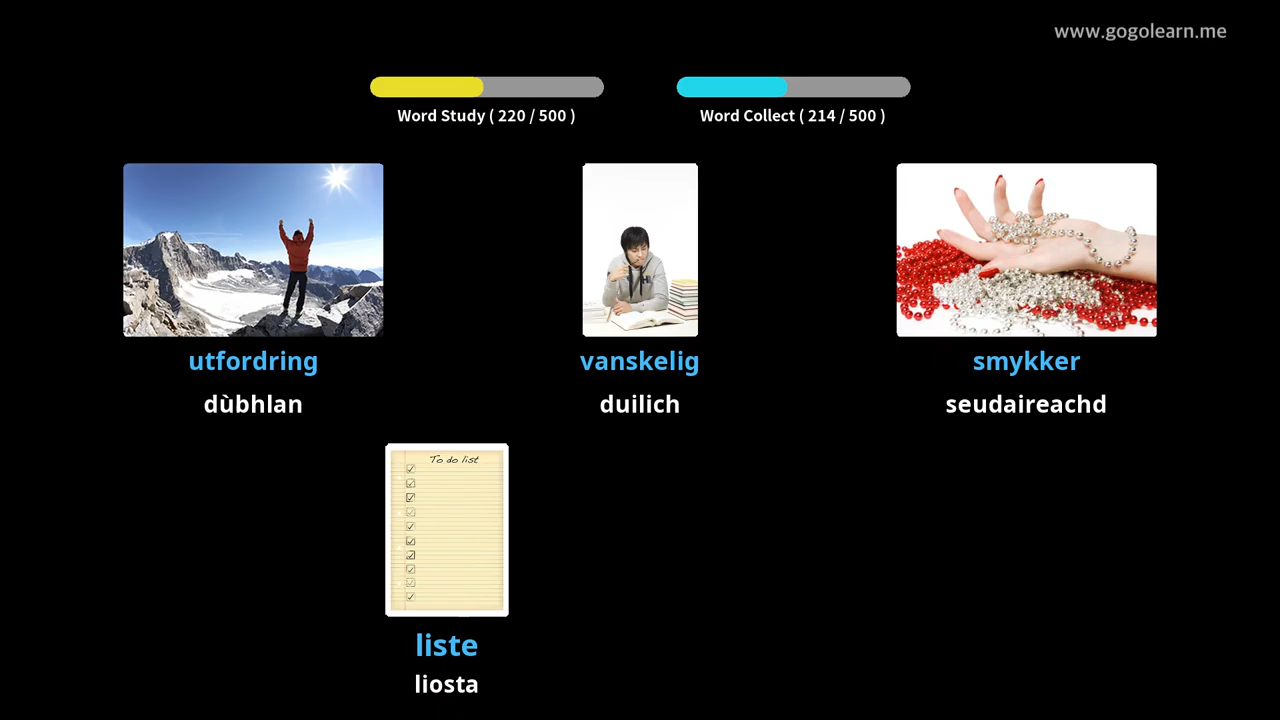 www.gogolearn.me
Word Study ( 220 / 500 )
Word Collect ( 214 / 500 )
utfordring
vanskelig
smykker
dùbhlan
duilich
seudaireachd
To do list
liste
liosta